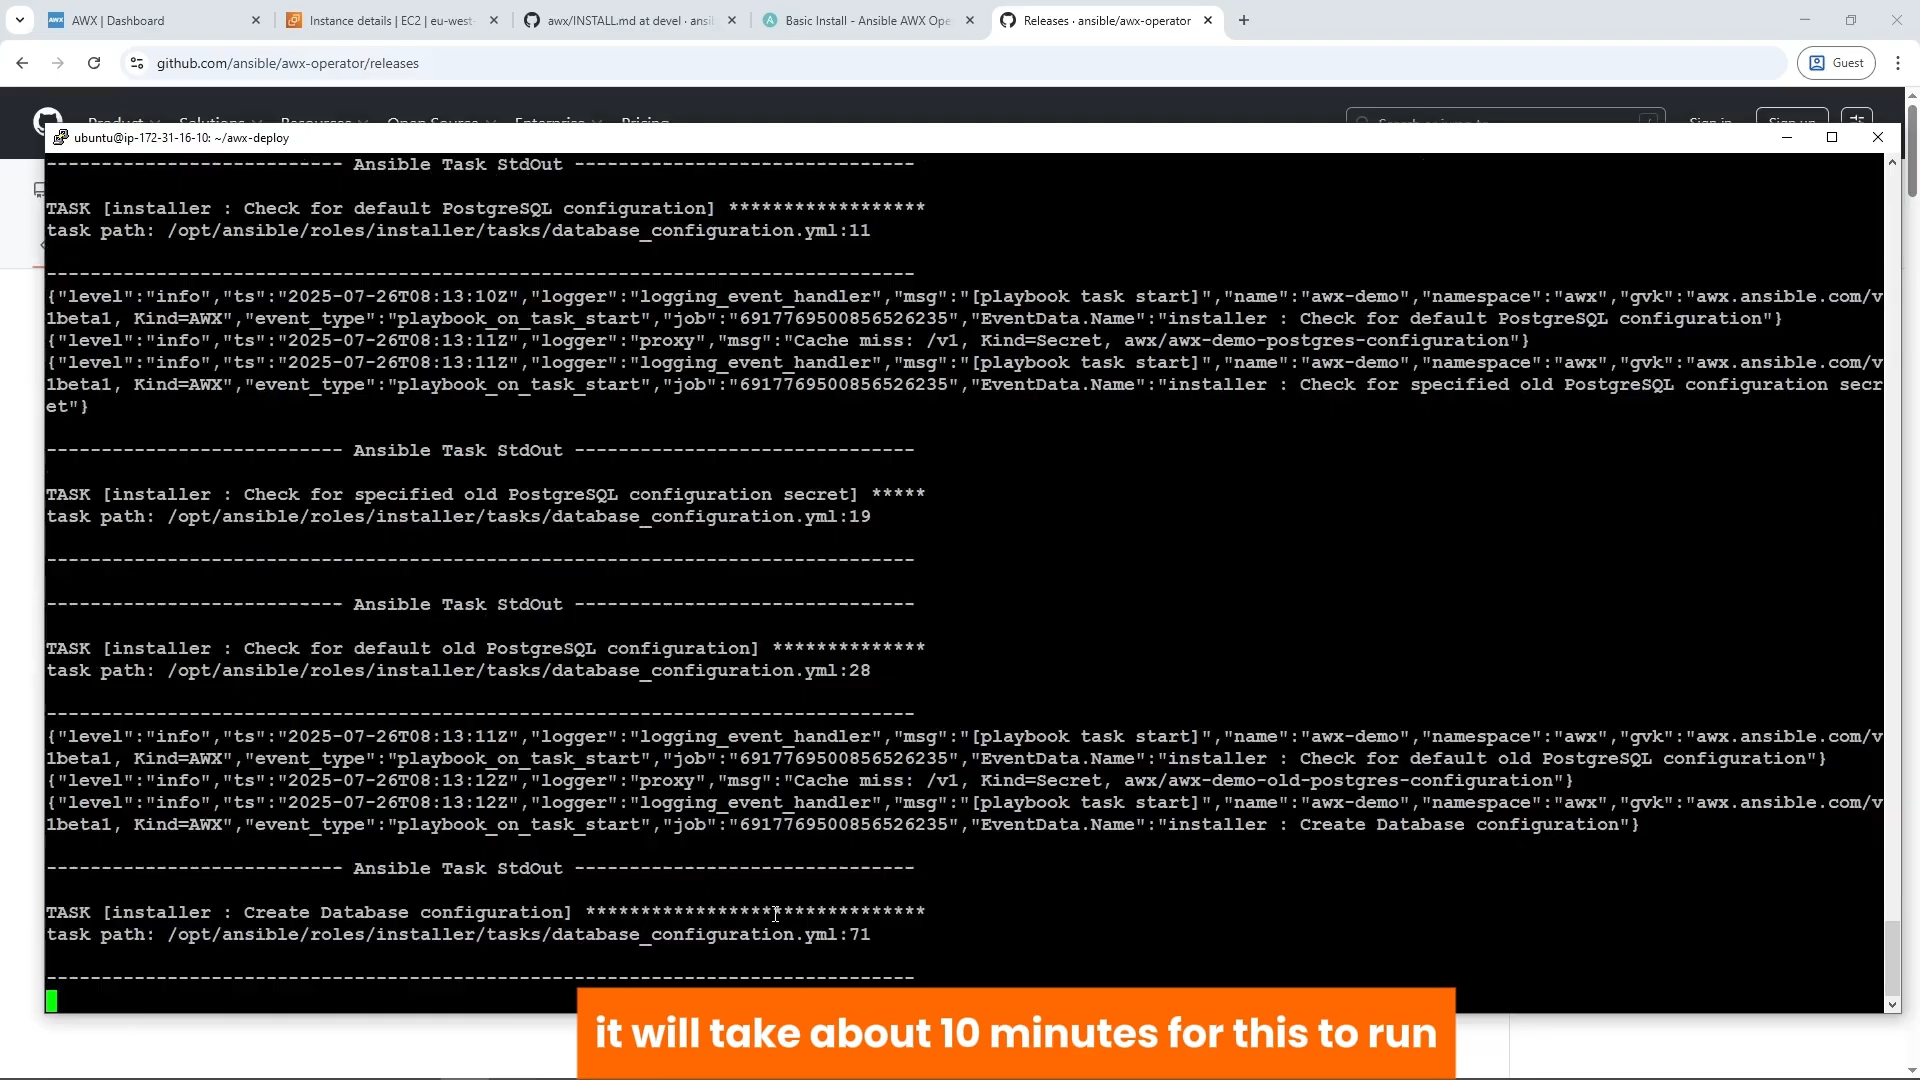 AWX | Dashboard
Instance details | EC2 | eu-west-
awx/INSTALL.md at devel · ansi
Basic Install - Ansible AWX Ope
Releases · ansible/awx-operator
github.com/ansible/awx-operator/releases
Guest
Product
Solutions
Resources
Open Source
Enterprise
Pricing
Sign in
Sign up
ubuntu@ip-172-31-16-10: ~/awx-deploy
--------------------------- Ansible Task StdOut -------------------------------
TASK [installer : Check for default PostgreSQL configuration] ******************
task path: /opt/ansible/roles/installer/tasks/database_configuration.yml:11
-------------------------------------------------------------------------------
{"level":"info","ts":"2025-07-26T08:13:10Z","logger":"logging_event_handler","msg":"[playbook task start]","name":"awx-demo","namespace":"awx","gvk":"awx.ansible.com/v
1beta1, Kind=AWX","event_type":"playbook_on_task_start","job":"6917769500856526235","EventData.Name":"installer : Check for default PostgreSQL configuration"}
{"level":"info","ts":"2025-07-26T08:13:11Z","logger":"proxy","msg":"Cache miss: /v1, Kind=Secret, awx/awx-demo-postgres-configuration"}
{"level":"info","ts":"2025-07-26T08:13:11Z","logger":"logging_event_handler","msg":"[playbook task start]","name":"awx-demo","namespace":"awx","gvk":"awx.ansible.com/v
1beta1, Kind=AWX","event_type":"playbook_on_task_start","job":"6917769500856526235","EventData.Name":"installer : Check for specified old PostgreSQL configuration secr
et"}
--------------------------- Ansible Task StdOut -------------------------------
TASK [installer : Check for specified old PostgreSQL configuration secret] *****
task path: /opt/ansible/roles/installer/tasks/database_configuration.yml:19
-------------------------------------------------------------------------------
--------------------------- Ansible Task StdOut -------------------------------
TASK [installer : Check for default old PostgreSQL configuration] **************
task path: /opt/ansible/roles/installer/tasks/database_configuration.yml:28
-------------------------------------------------------------------------------
{"level":"info","ts":"2025-07-26T08:13:11Z","logger":"logging_event_handler","msg":"[playbook task start]","name":"awx-demo","namespace":"awx","gvk":"awx.ansible.com/v
1beta1, Kind=AWX","event_type":"playbook_on_task_start","job":"6917769500856526235","EventData.Name":"installer : Check for default old PostgreSQL configuration"}
{"level":"info","ts":"2025-07-26T08:13:12Z","logger":"proxy","msg":"Cache miss: /v1, Kind=Secret, awx/awx-demo-old-postgres-configuration"}
{"level":"info","ts":"2025-07-26T08:13:12Z","logger":"logging_event_handler","msg":"[playbook task start]","name":"awx-demo","namespace":"awx","gvk":"awx.ansible.com/v
1beta1, Kind=AWX","event_type":"playbook_on_task_start","job":"6917769500856526235","EventData.Name":"installer : Create Database configuration"}
--------------------------- Ansible Task StdOut -------------------------------
TASK [installer : Create Database configuration] *******************************
task path: /opt/ansible/roles/installer/tasks/database_configuration.yml:71
-------------------------------------------------------------------------------
it will take about 10 minutes for this to run